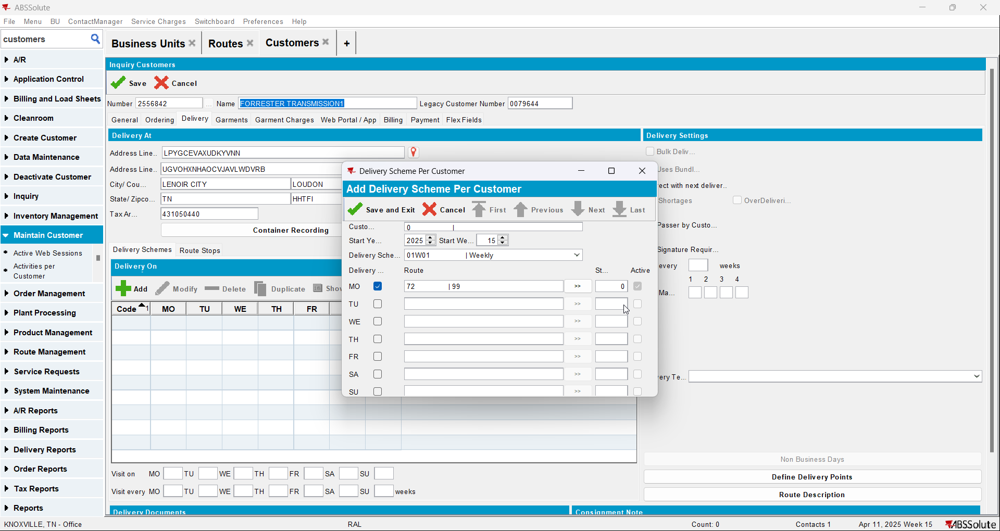 ABSSolute
File Menu BU ContactManager Service Charges Switchboard Preferences Help
customers
Business Units Routes Customers +
A/R
Application Control
Billing and Load Sheets
Cleanroom
Create Customer
Data Maintenance
Deactivate Customer
Inquiry
Inventory Management
Maintain Customer
Active Web Sessions
Activities per
Customer
Order Management
Plant Processing
Product Management
Route Management
Service Requests
System Maintenance
A/R Reports
Billing Reports
Delivery Reports
Order Reports
Tax Reports
Reports
Inquiry Customers
Save Cancel
Number 2556842 ... Name FORRESTER TRANSMISSION1 Legacy Customer Number 0079644
General Ordering Delivery Garments Garment Charges Web Portal / App Billing Payment Flex Fields
Delivery At
Address Line.. LPYGCEVAXUDKYVNN
Address Line.. UGVOHXNHAOCVJAVLWDVRB
City/ Cou... LENOIR CITY LOUDON
State/ Zipco... TN HHTFI
Tax Ar... 431050440
Container Recording
Delivery Schemes Route Stops
Delivery On
Add Modify Delete Duplicate 16 Show
Code 1 MO TU WE TH FR
Visit on MO TU WE TH FR SA SU
Visit every MO TU WE TH FR SA SU weeks
Delivery Documents
Consignment Note
Delivery Settings
Bulk Deliv...
Uses Bundl...
rect with next deliver..
Shortages OverDeliveri...
Passer by Custo...
Signature Requir...
every weeks
1 2 3 4
Ma...
very Te...
Non Business Days
Define Delivery Points
Route Description
Delivery Scheme Per Customer
Add Delivery Scheme Per Customer
Save and Exit Cancel First Previous Next Last
Custo... 0 |
Start Ye... 2025 Start We... 15
Delivery Sche... 01W01 | Weekly
Delivery ... Route St... Active
MO 72 | 99 >> 0
TU >>
WE >>
TH >>
FR >>
SA >>
SU >>
KNOXVILLE, TN - Office RAL Count: 0 Contacts 1 Apr 11, 2025 Week 15 ABSSolute